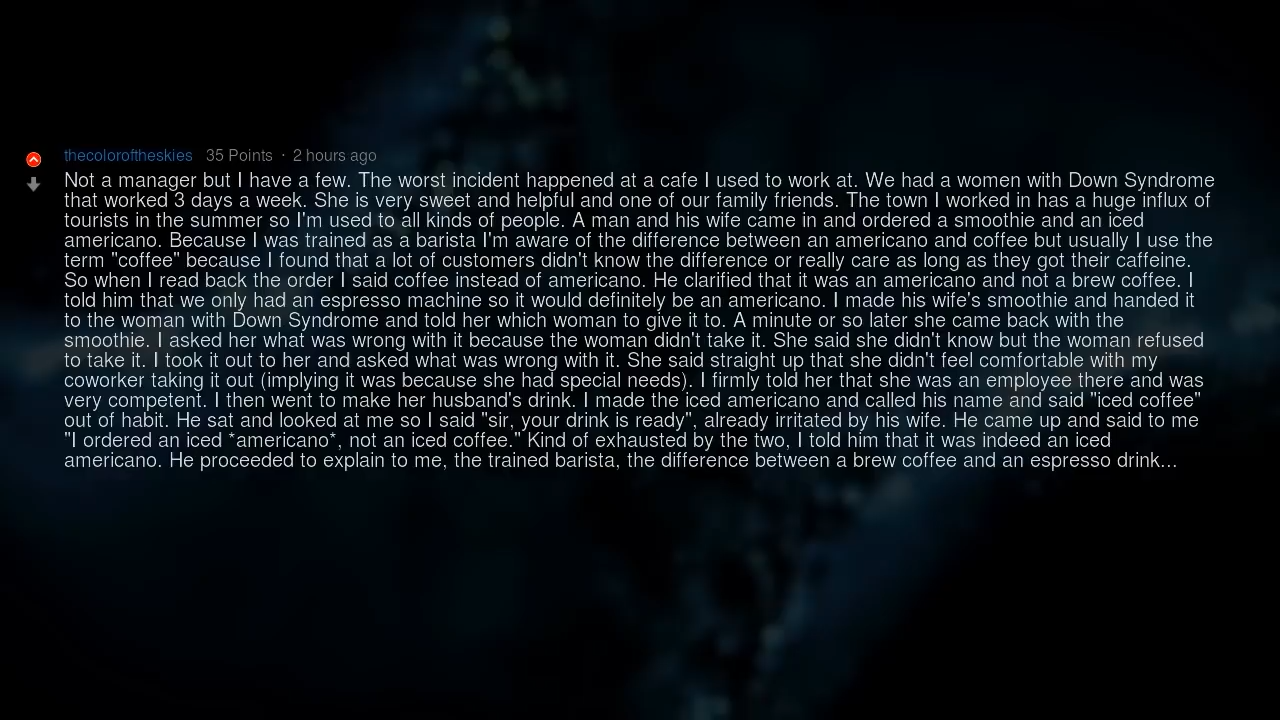 thecoloroftheskies 35 Points · 2 hours ago
Not a manager but I have a few. The worst incident happened at a cafe I used to work at. We had a women with Down Syndrome
that worked 3 days a week. She is very sweet and helpful and one of our family friends. The town I worked in has a huge influx of
tourists in the summer so I'm used to all kinds of people. A man and his wife came in and ordered a smoothie and an iced
americano. Because I was trained as a barista I'm aware of the difference between an americano and coffee but usually I use the
term "coffee" because I found that a lot of customers didn't know the difference or really care as long as they got their caffeine.
So when I read back the order I said coffee instead of americano. He clarified that it was an americano and not a brew coffee. I
told him that we only had an espresso machine so it would definitely be an americano. I made his wife's smoothie and handed it
to the woman with Down Syndrome and told her which woman to give it to. A minute or so later she came back with the
smoothie. I asked her what was wrong with it because the woman didn't take it. She said she didn't know but the woman refused
to take it. I took it out to her and asked what was wrong with it. She said straight up that she didn't feel comfortable with my
coworker taking it out (implying it was because she had special needs). I firmly told her that she was an employee there and was
very competent. I then went to make her husband's drink. I made the iced americano and called his name and said "iced coffee"
out of habit. He sat and looked at me so I said "sir, your drink is ready", already irritated by his wife. He came up and said to me
"I ordered an iced *americano*, not an iced coffee." Kind of exhausted by the two, I told him that it was indeed an iced
americano. He proceeded to explain to me, the trained barista, the difference between a brew coffee and an espresso drink...